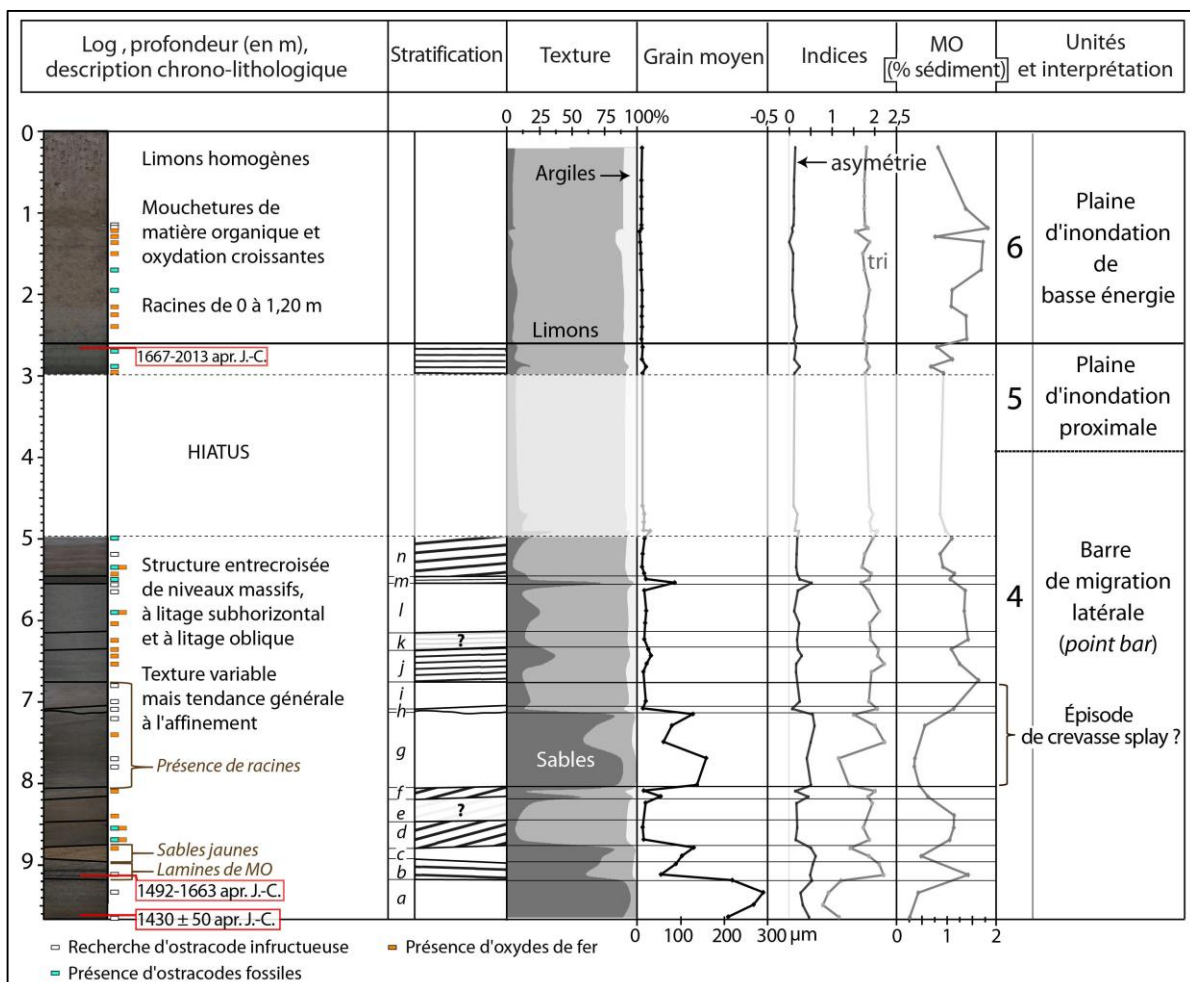 Log , profondeur (en m),
description chrono-lithologique
Stratification
Texture
Grain moyen
Indices
MO
(% sédiment)
Unités
et interprétation
0 25 50 75 100%
-0,5 0 1 2 2,5
0
1
2
3
4
5
6
7
8
9
Limons homogènes
Mouchetures de
matière organique et
oxydation croissantes
Racines de 0 à 1,20 m
1667-2013 apr. J.-C.
HIATUS
Structure entrecroisée
de niveaux massifs,
à litage subhorizontal
et à litage oblique
Texture variable
mais tendance générale
à l'affinement
Présence de racines
Sables jaunes
Lamines de MO
1492-1663 apr. J.-C.
1430 ± 50 apr. J.-C.
n
m
l
k
?
j
i
h
g
f
e
?
d
c
b
a
Argiles
Limons
Sables
asymétrie
tri
0 100 200 300 µm
0 1 2
6
Plaine
d'inondation
de
basse énergie
5
Plaine
d'inondation
proximale
4
Barre
de migration
latérale
(point bar)
Épisode
de crevasse splay ?
Recherche d'ostracode infructueuse
Présence d'oxydes de fer
Présence d'ostracodes fossiles